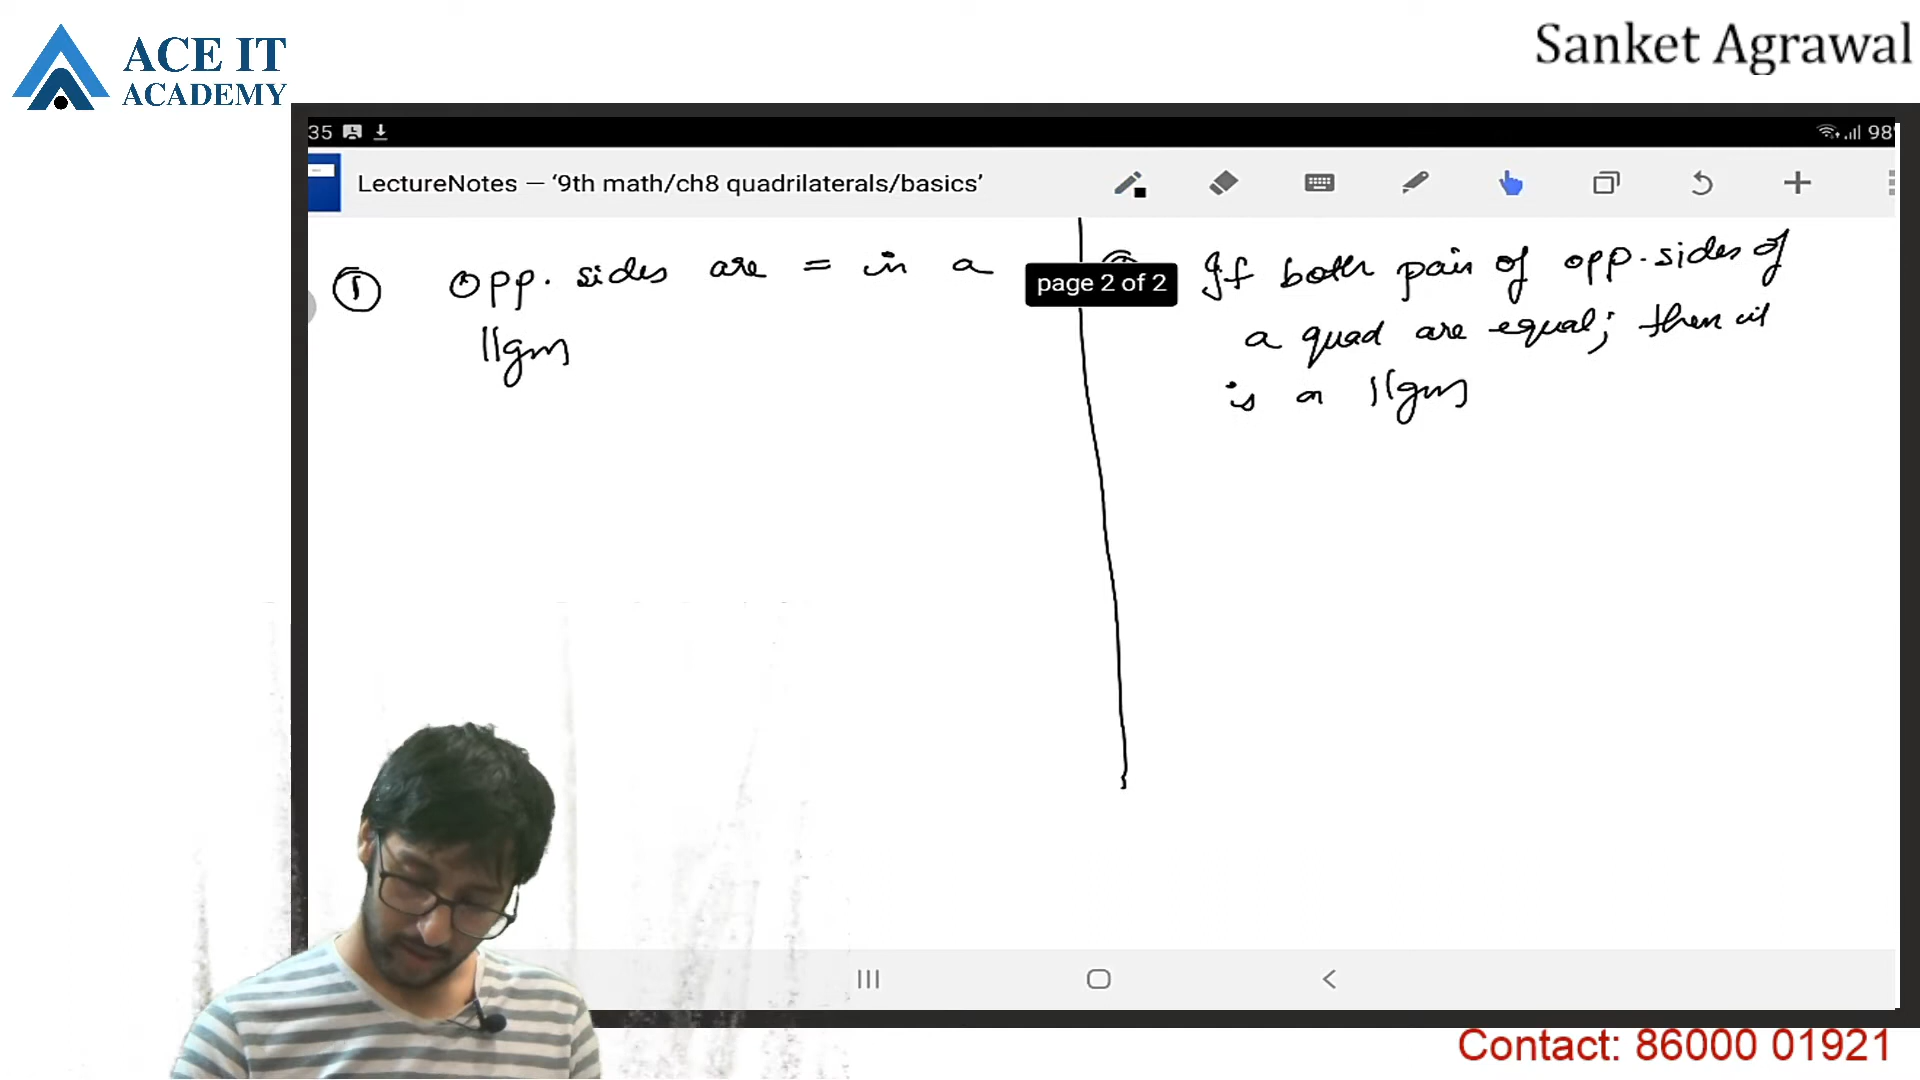 ACE IT
ACADEMY
Sanket Agrawal
35
98
LectureNotes — ‘9th math/ch8 quadrilaterals/basics’
page 2 of 2
① Opp. sides are = in a
||gm
If both pair of opp. sides of
a quad are equal; then it
is a ||gm
Contact: 86000 01921